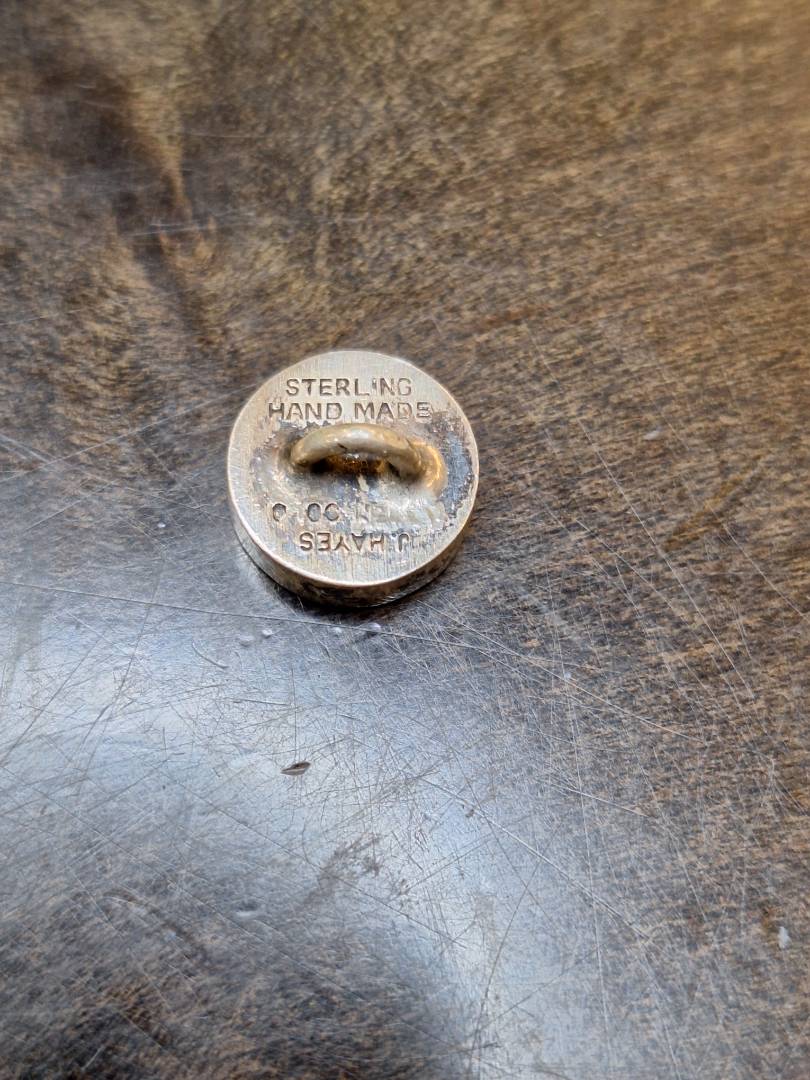 STERLING
HAND MADE
J. HAYES